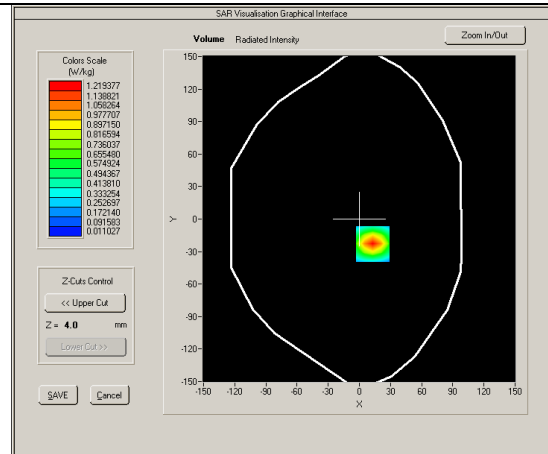 SAR Visualisation Graphical Interface
Volume Radiated Intensity
Zoom In/Out
Colors Scale
(W/kg)
1.219377
1.138821
1.058264
0.977707
0.897150
0.816594
0.736037
0.655480
0.574924
0.494367
0.413810
0.333254
0.252697
0.172140
0.091583
0.011027
150
120
90
60
30
0
-30
-60
-90
-120
-150
Y
-150 -120 -90 -60 -30 0 30 60 90 120 150
X
Z-Cuts Control
<< Upper Cut
Z = 4.0 mm
Lower Cut >>
SAVE Cancel